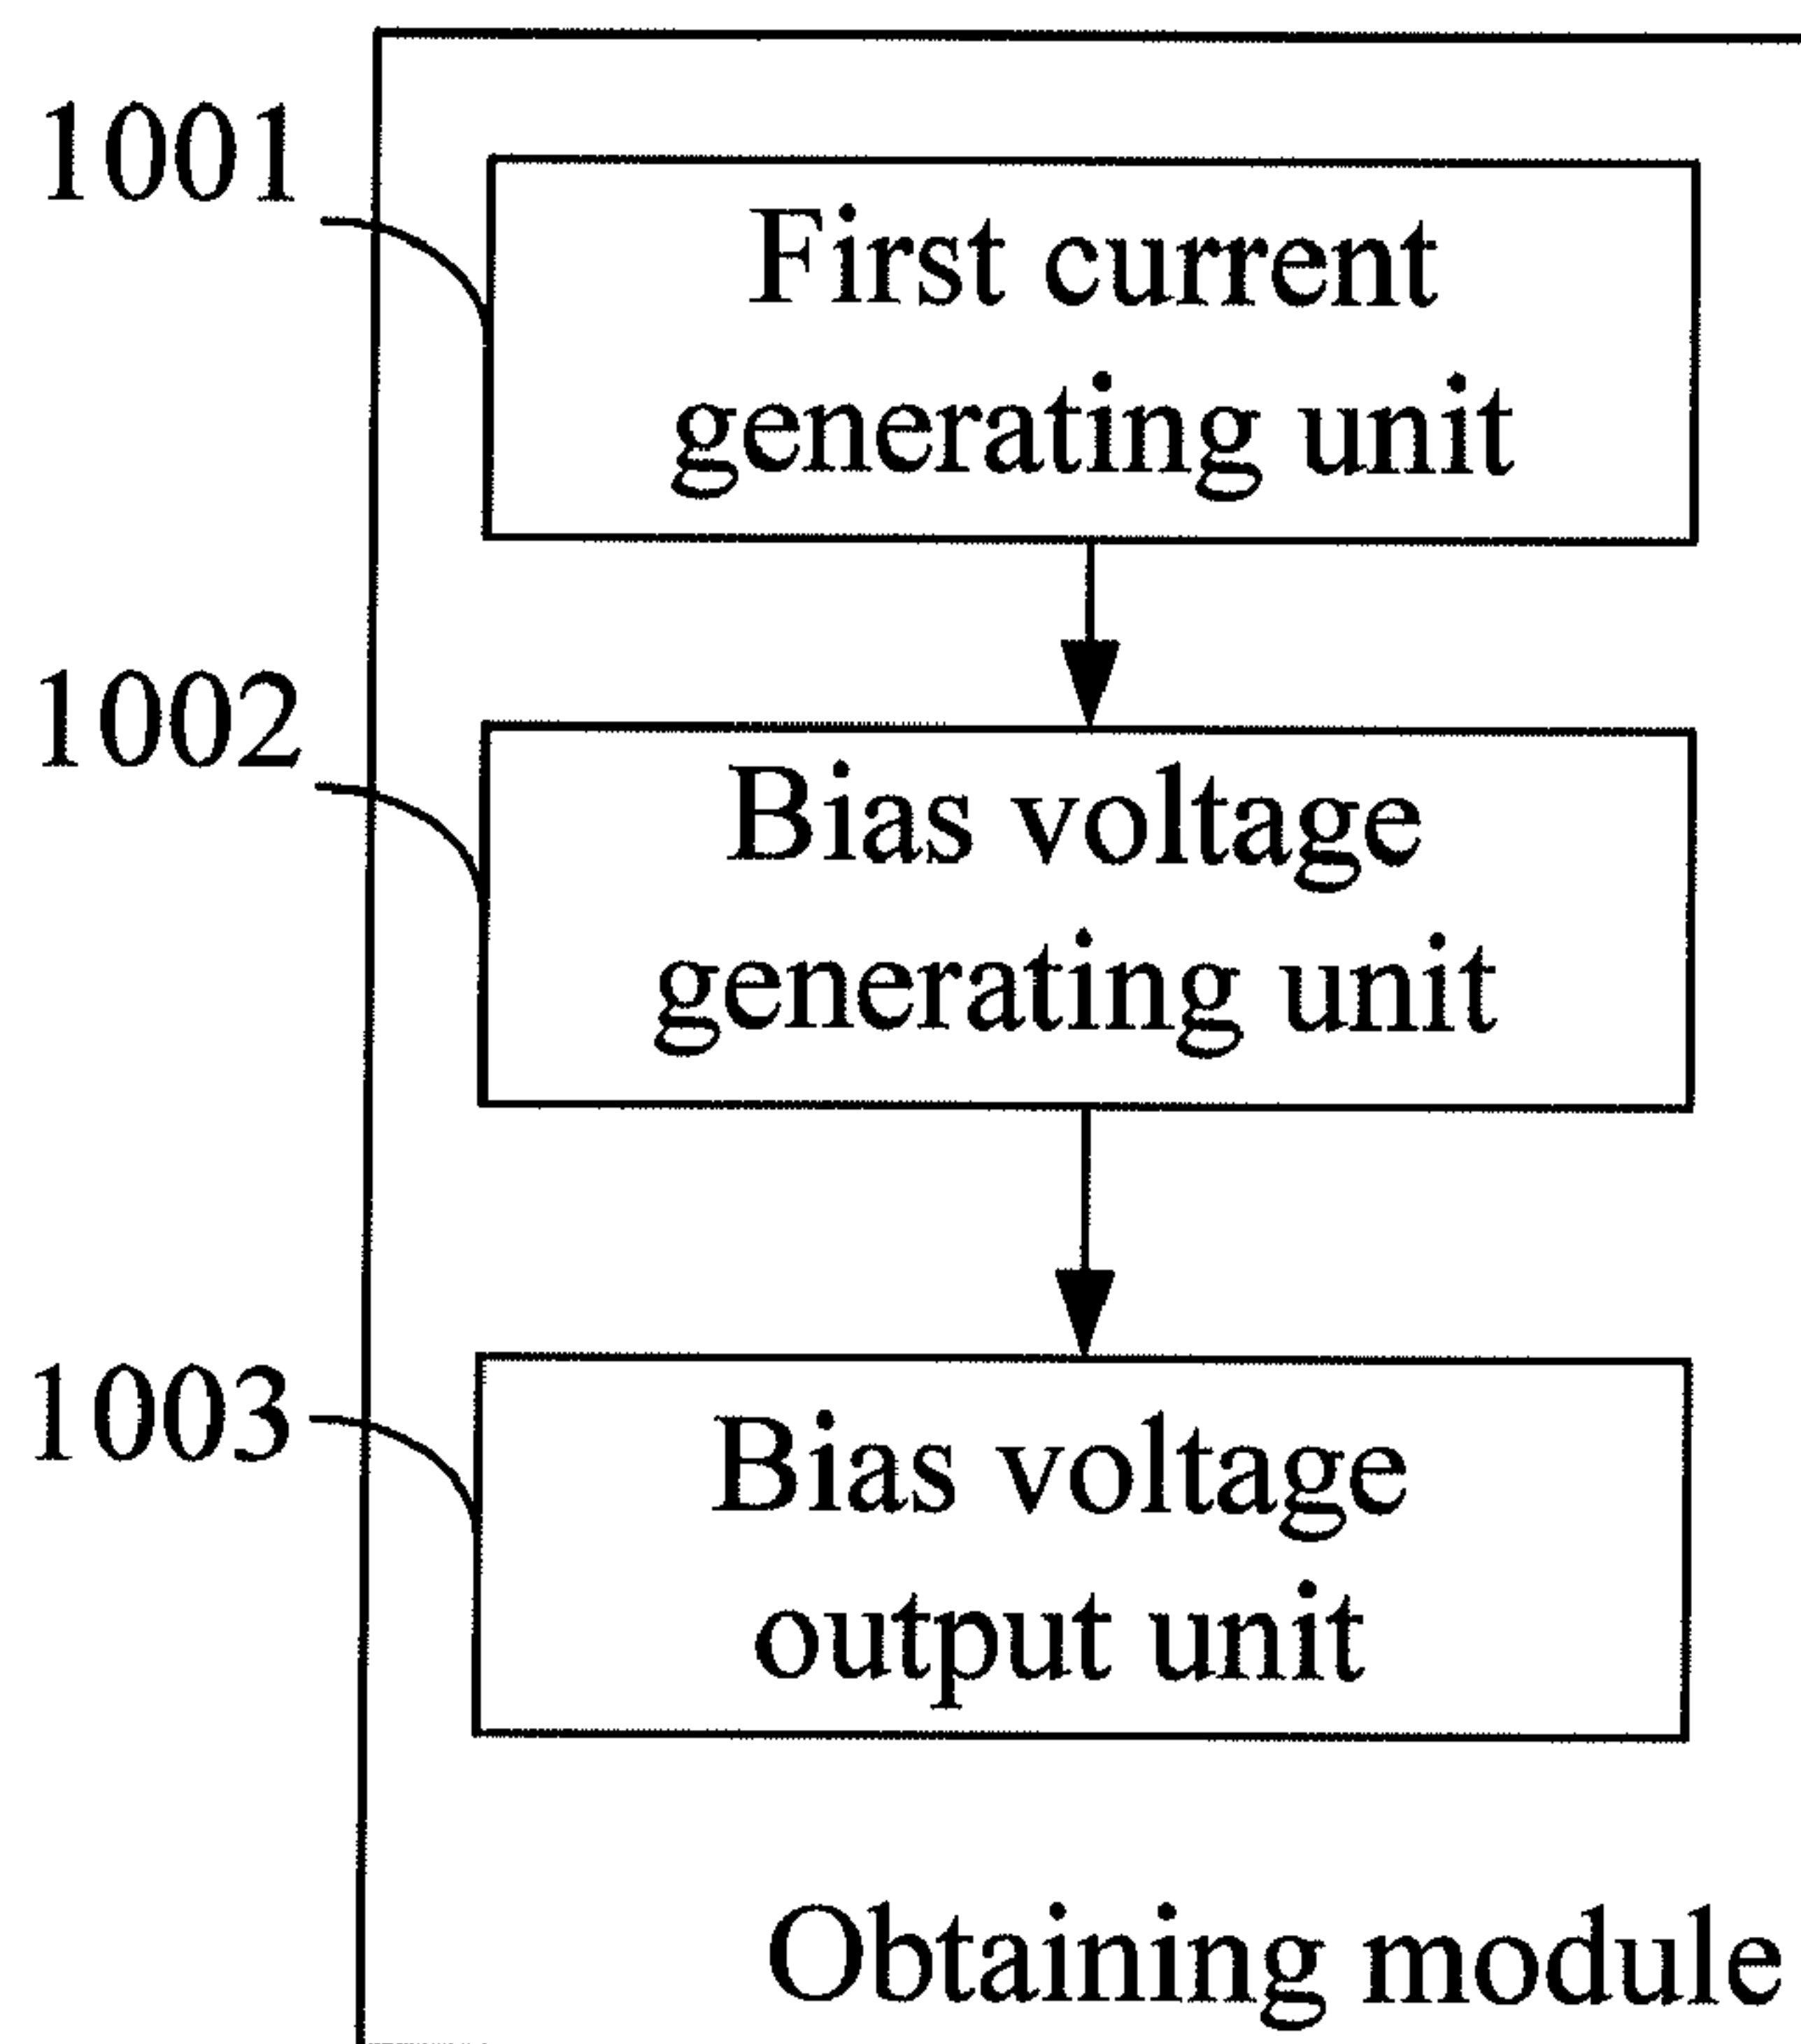 1001
First current
generating unit
1002
Bias voltage
generating unit
1003
Bias voltage
output unit
Obtaining module